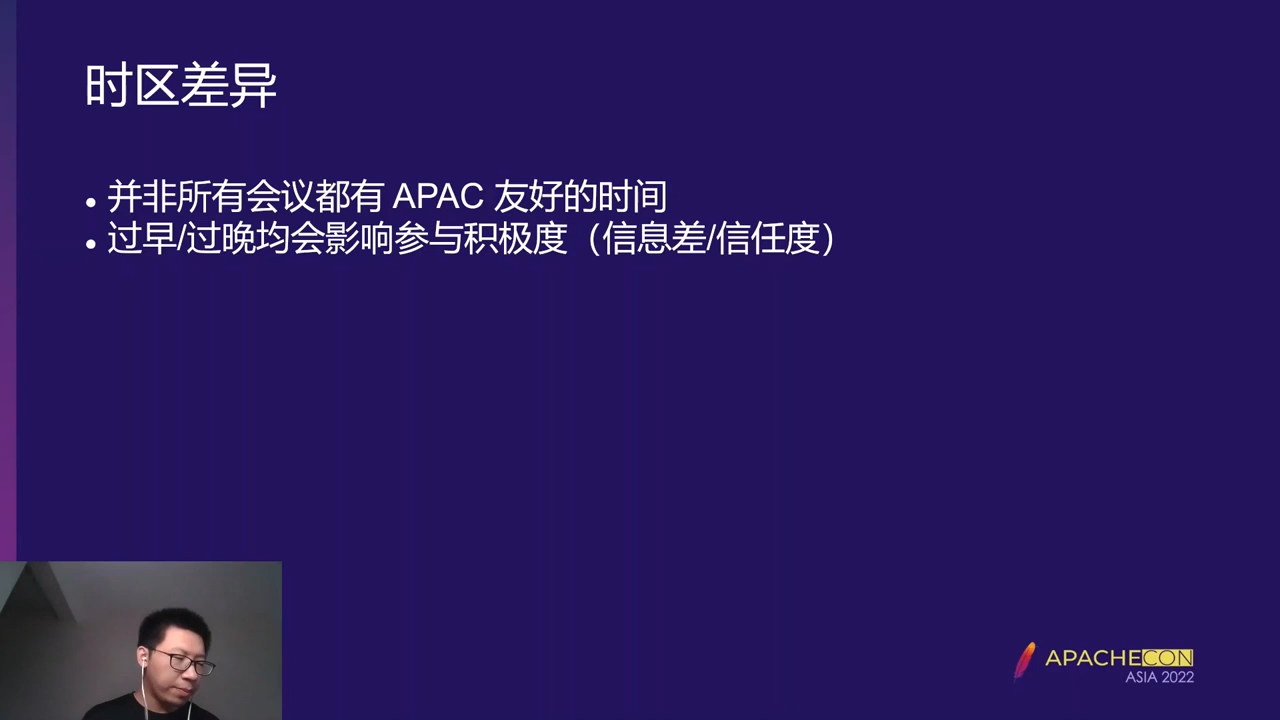 时区差异
并非所有会议都有 APAC 友好的时间
过早/过晚均会影响参与积极度（信息差/信任度）
APACHECON
ASIA 2022